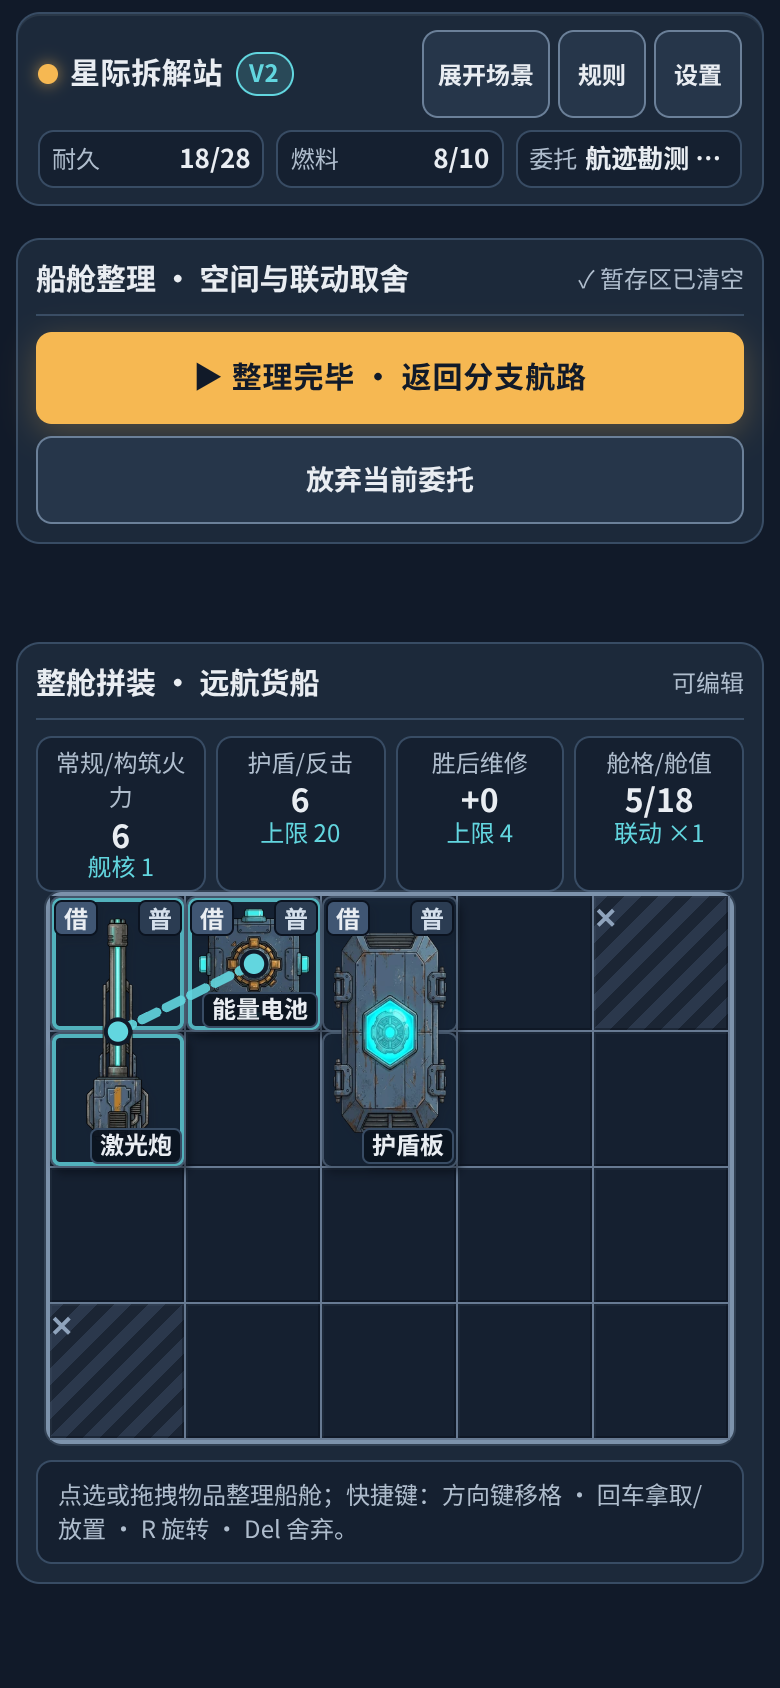 星际拆解站 V2 展开场景 规则 设置
耐久 18/28 燃料 8/10 委托 航迹勘测 ···
船舱整理 · 空间与联动取舍 ✓ 暂存区已清空
▶ 整理完毕 · 返回分支航路
放弃当前委托
整舱拼装 · 远航货船 可编辑
常规/构筑火力
6
舰核 1
护盾/反击
6
上限 20
胜后维修
+0
上限 4
舱格/舱值
5/18
联动 ×1
借 普 借 普 借 普 ×
能量电池
激光炮 护盾板
×
点选或拖拽物品整理船舱；快捷键：方向键移格 · 回车拿取/
放置 · R 旋转 · Del 舍弃。